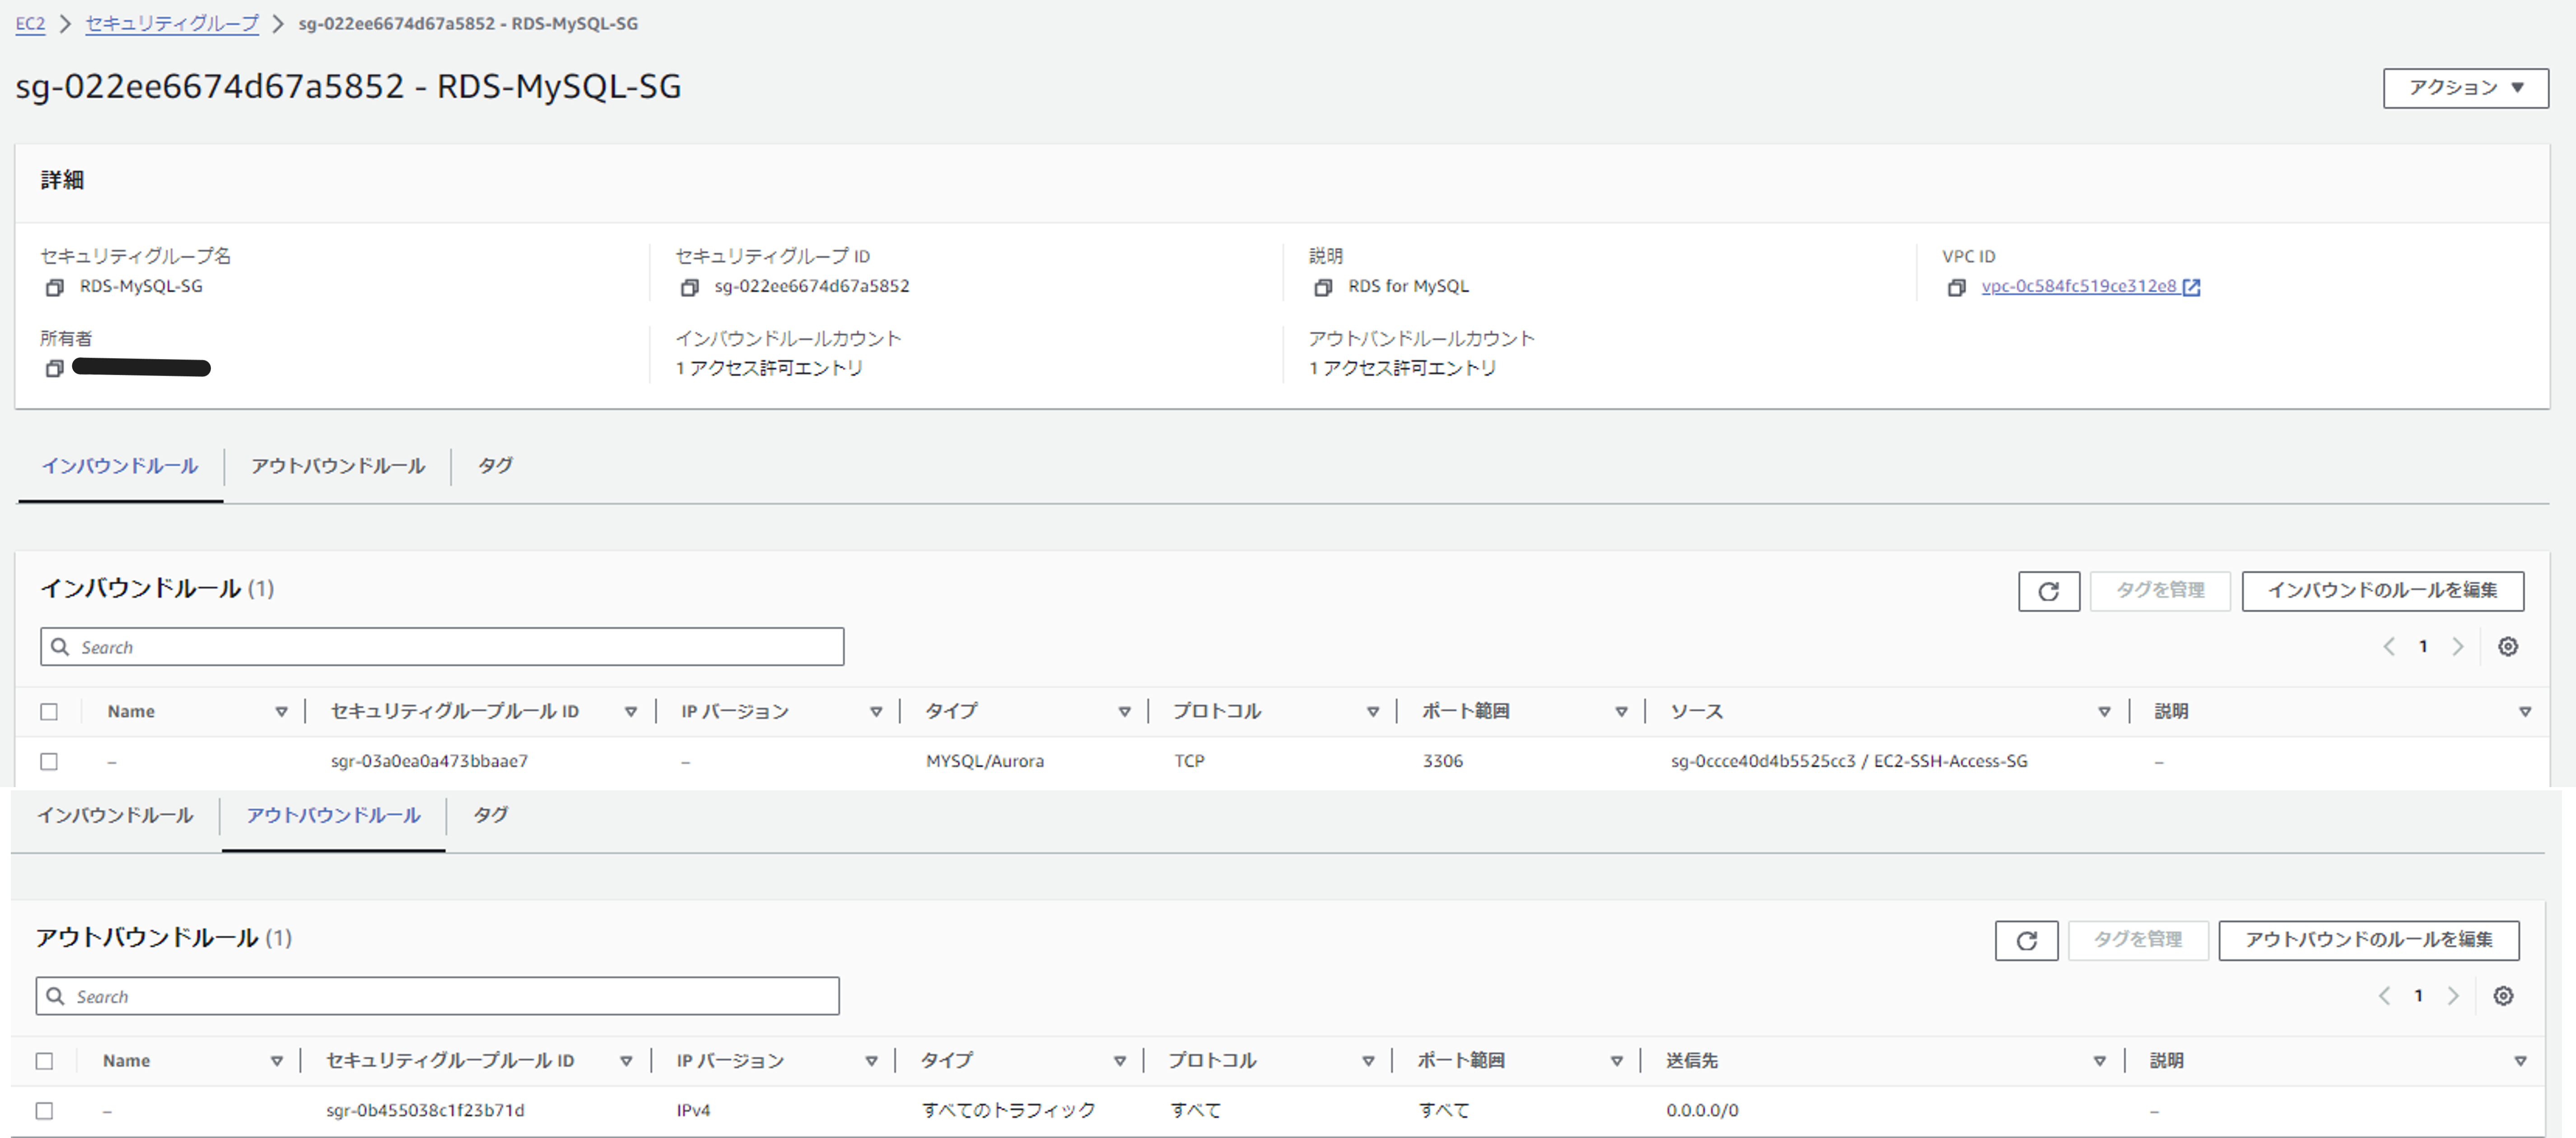 EC2 > セキュリティグループ > sg-022ee6674d67a5852 - RDS-MySQL-SG
sg-022ee6674d67a5852 - RDS-MySQL-SG
アクション ▼
詳細
セキュリティグループ名
RDS-MySQL-SG
セキュリティグループ ID
sg-022ee6674d67a5852
説明
RDS for MySQL
VPC ID
vpc-0c584fc519ce312e8
所有者
インバウンドルールカウント
1 アクセス許可エントリ
アウトバンドルールカウント
1 アクセス許可エントリ
インバウンドルール アウトバウンドルール タグ
インバウンドルール (1)
タグを管理 インバウンドのルールを編集
Search
1
Name セキュリティグループルール ID IP バージョン タイプ プロトコル ポート範囲 ソース 説明
– sgr-03a0ea0a473bbaae7 – MYSQL/Aurora TCP 3306 sg-0ccce40d4b5525cc3 / EC2-SSH-Access-SG –
インバウンドルール アウトバウンドルール タグ
アウトバウンドルール (1)
タグを管理 アウトバウンドのルールを編集
Search
1
Name セキュリティグループルール ID IP バージョン タイプ プロトコル ポート範囲 送信先 説明
– sgr-0b455038c1f23b71d IPv4 すべてのトラフィック すべて すべて 0.0.0.0/0 –